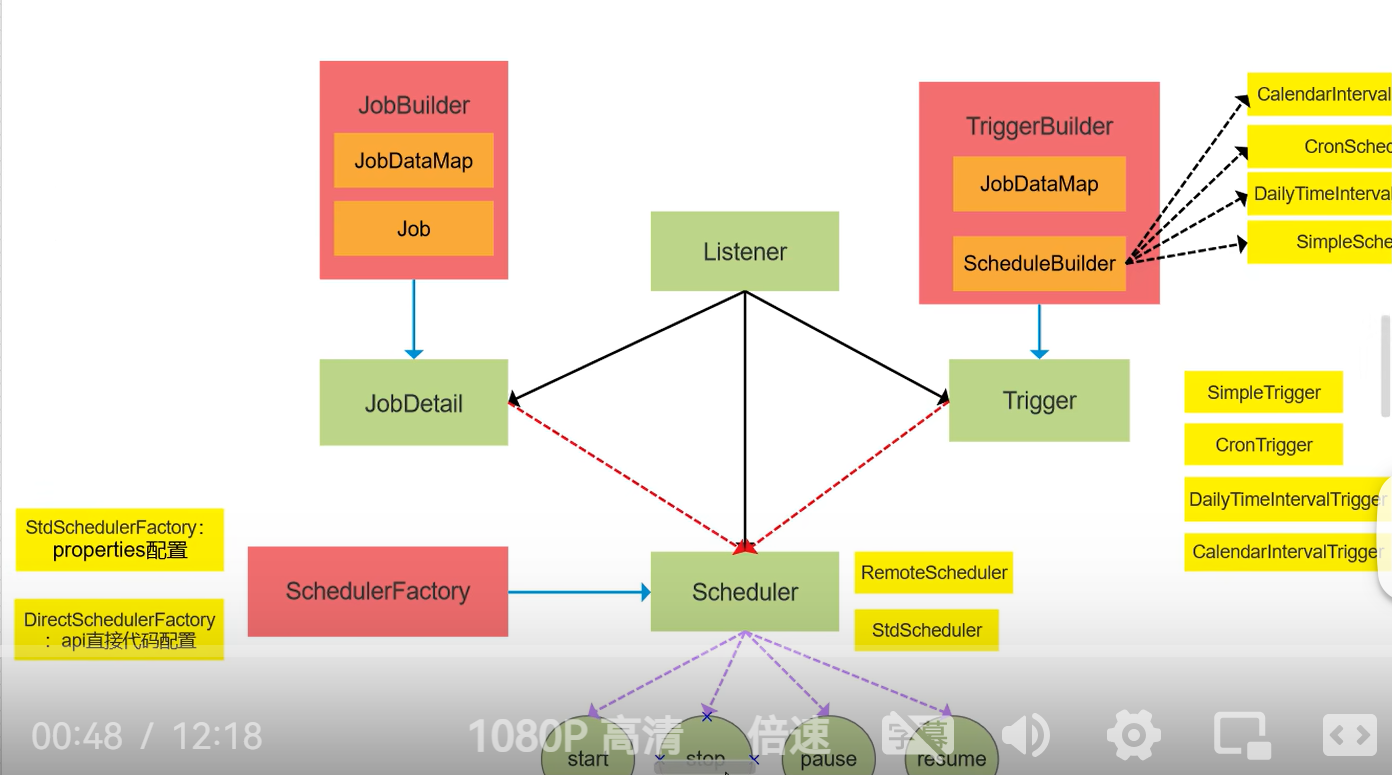 JobBuilder
JobDataMap
Job
JobDetail
Listener
TriggerBuilder
JobDataMap
ScheduleBuilder
Trigger
CalendarInterval
CronSched
DailyTimeInterval
SimpleSche
SimpleTrigger
CronTrigger
DailyTimeIntervalTrigger
CalendarIntervalTrigger
StdSchedulerFactory：
properties配置
DirectSchedulerFactory
：api直接代码配置
SchedulerFactory
Scheduler
RemoteScheduler
StdScheduler
start
stop
pause
resume
00:48 / 12:18
1080P 高清
倍速
字幕